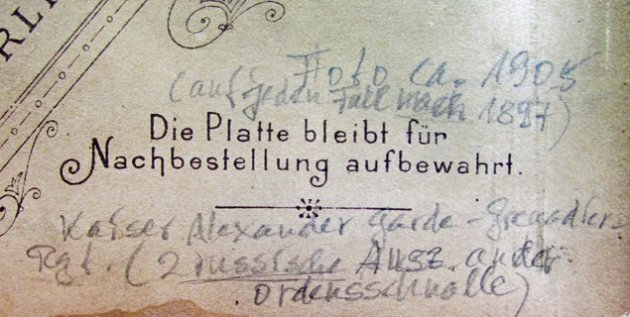 RLI
Foto ca. 1905
(auf jeden Fall nach 1897)
Die Platte bleibt für
Nachbestellung aufbewahrt.
Kaiser Alexander Garde-Grenadier
Rgt. (2 russische Ausz. an der
Ordensschnalle)